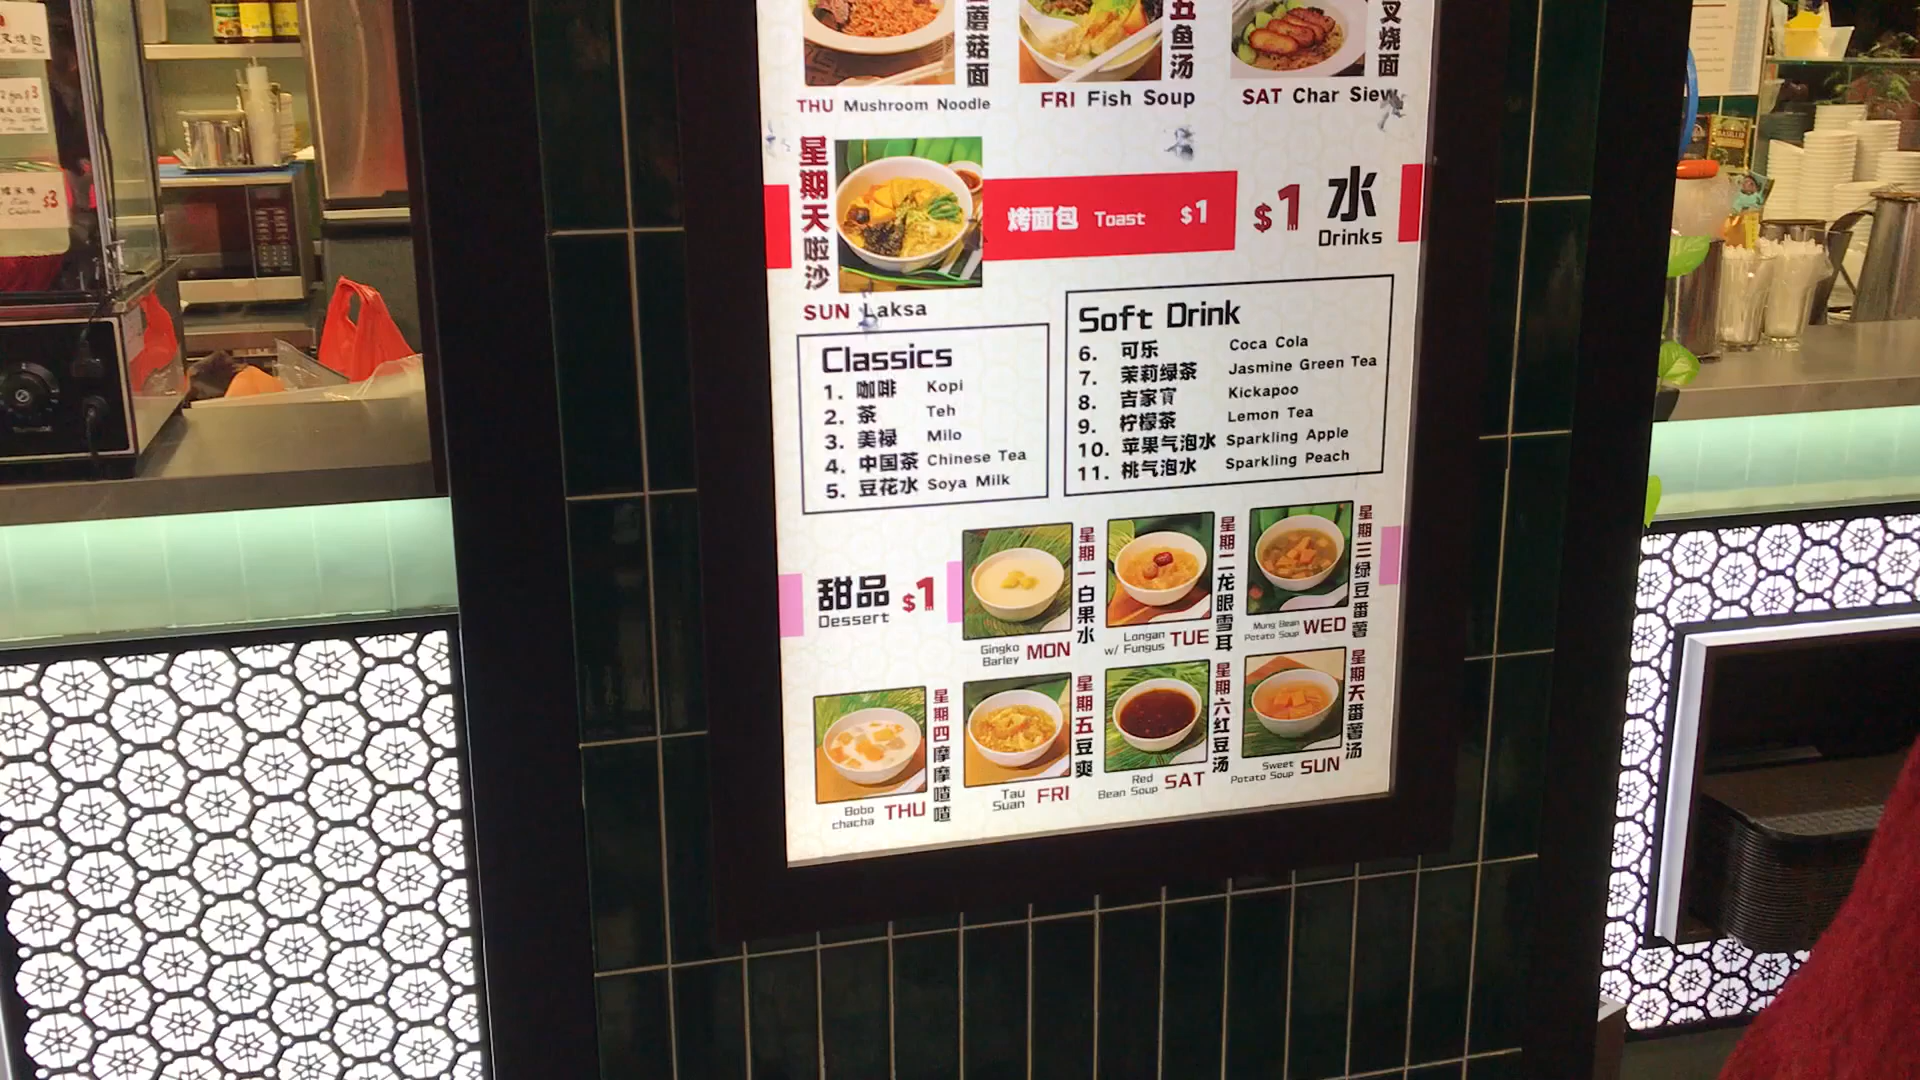 蘑菇面
THU Mushroom Noodle
五鱼汤
FRI Fish Soup
叉烧面
SAT Char Siew
星期天啦沙
SUN Laksa
烤面包 Toast $1
$1 水
Drinks
Classics
1. 咖啡 Kopi
2. 茶 Teh
3. 美禄 Milo
4. 中国茶 Chinese Tea
5. 豆花水 Soya Milk
Soft Drink
6. 可乐 Coca Cola
7. 茉莉绿茶 Jasmine Green Tea
8. 吉家寳 Kickapoo
9. 柠檬茶 Lemon Tea
10. 苹果气泡水 Sparkling Apple
11. 桃气泡水 Sparkling Peach
甜品 $1
Dessert
星期一白果水
Gingko
Barley MON
星期二龙眼雪耳
Longan
w/ Fungus TUE
星期三绿豆番薯
Mung Bean
Potato Soup WED
星期四摩摩喳喳
Bobo
chacha THU
星期五豆爽
Tau
Suan FRI
星期六红豆汤
Red
Bean Soup SAT
星期天番薯汤
Sweet
Potato Soup SUN
$3
$3